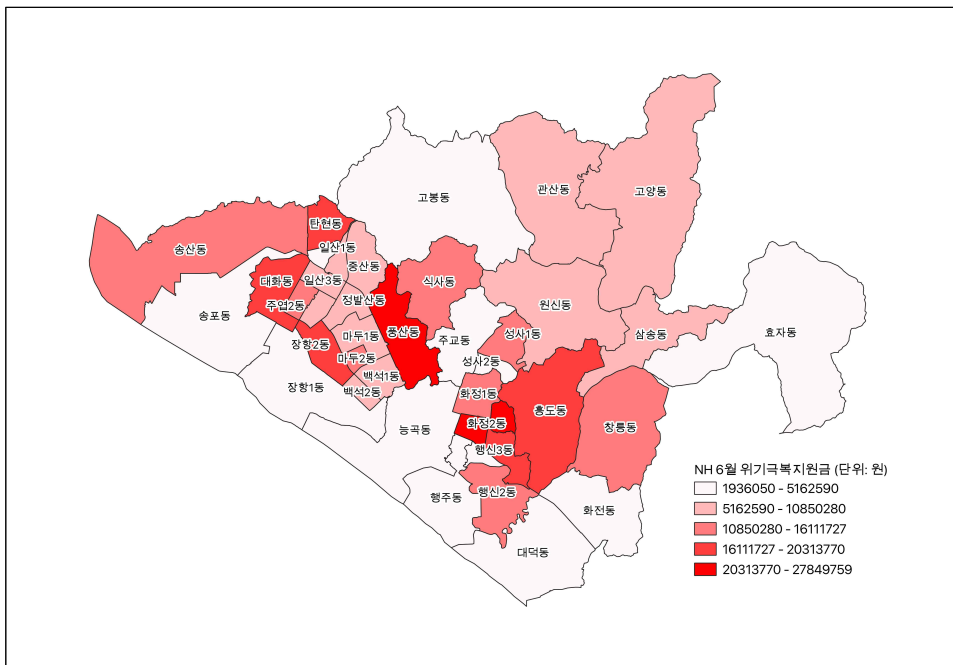 고양동
관산동
고봉동
탄현동
송산동
일산1동
중산동
식사동
대화동
일산3동
정발산동
주엽2동
원신동
송포동
풍산동
삼송동
효자동
성사1동
마두1동
주교동
장항2동
마두2동
성사2동
백석1동
장항1동
백석2동
화정1동
흥도동
화정2동
능곡동
창릉동
행신3동
행신2동
행주동
화전동
대덕동
NH 6월 위기극복지원금 (단위: 원)
1936050 - 5162590
5162590 - 10850280
10850280 - 16111727
16111727 - 20313770
20313770 - 27849759